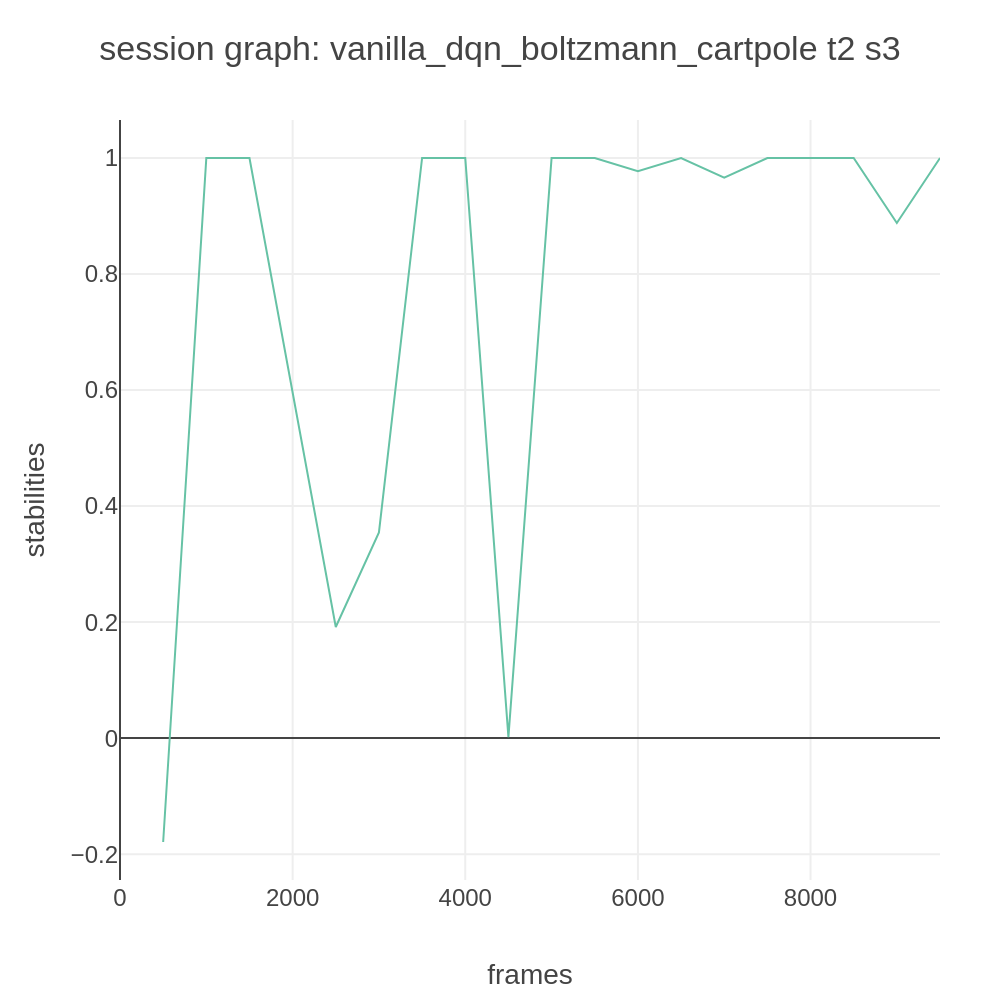 session graph: vanilla_dqn_boltzmann_cartpole t2 s3
1
0.8
0.6
0.4
0.2
0
−0.2
stabilities
0 2000 4000 6000 8000
frames